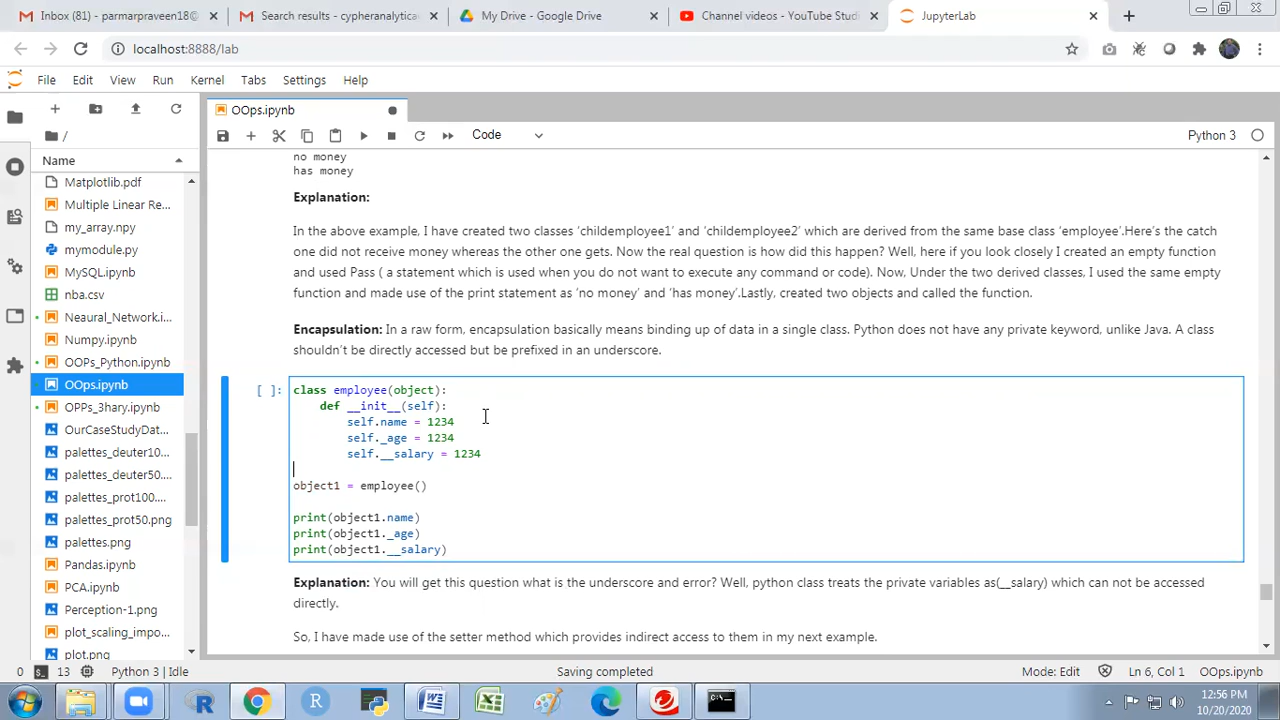 Inbox (81) - parmarpraveen18@
Search results - cypheranalytica
My Drive - Google Drive
Channel videos - YouTube Studi
JupyterLab
localhost:8888/lab
File Edit View Run Kernel Tabs Settings Help
OOps.ipynb
Code
Python 3
/
Name
Matplotlib.pdf
Multiple Linear Re...
my_array.npy
mymodule.py
MySQL.ipynb
nba.csv
Neaural_Network.i...
Numpy.ipynb
OOPs_Python.ipynb
OOps.ipynb
OPPs_3hary.ipynb
OurCaseStudyDat...
palettes_deuter10...
palettes_deuter50....
palettes_prot100....
palettes_prot50.png
palettes.png
Pandas.ipynb
PCA.ipynb
Perception-1.png
plot_scaling_impo...
plot.png
no money
has money
Explanation:
In the above example, I have created two classes ‘childemployee1’ and ‘childemployee2’ which are derived from the same base class ‘employee’.Here’s the catch
one did not receive money whereas the other one gets. Now the real question is how did this happen? Well, here if you look closely I created an empty function
and used Pass ( a statement which is used when you do not want to execute any command or code). Now, Under the two derived classes, I used the same empty
function and made use of the print statement as ‘no money’ and ‘has money’.Lastly, created two objects and called the function.
Encapsulation: In a raw form, encapsulation basically means binding up of data in a single class. Python does not have any private keyword, unlike Java. A class
shouldn’t be directly accessed but be prefixed in an underscore.
[ ]:
class employee(object):
def __init__(self):
self.name = 1234
self._age = 1234
self.__salary = 1234
object1 = employee()
print(object1.name)
print(object1._age)
print(object1.__salary)
Explanation: You will get this question what is the underscore and error? Well, python class treats the private variables as(__salary) which can not be accessed
directly.
So, I have made use of the setter method which provides indirect access to them in my next example.
0 13 Python 3 | Idle
Saving completed
Mode: Edit
Ln 6, Col 1
OOps.ipynb
12:56 PM
10/20/2020